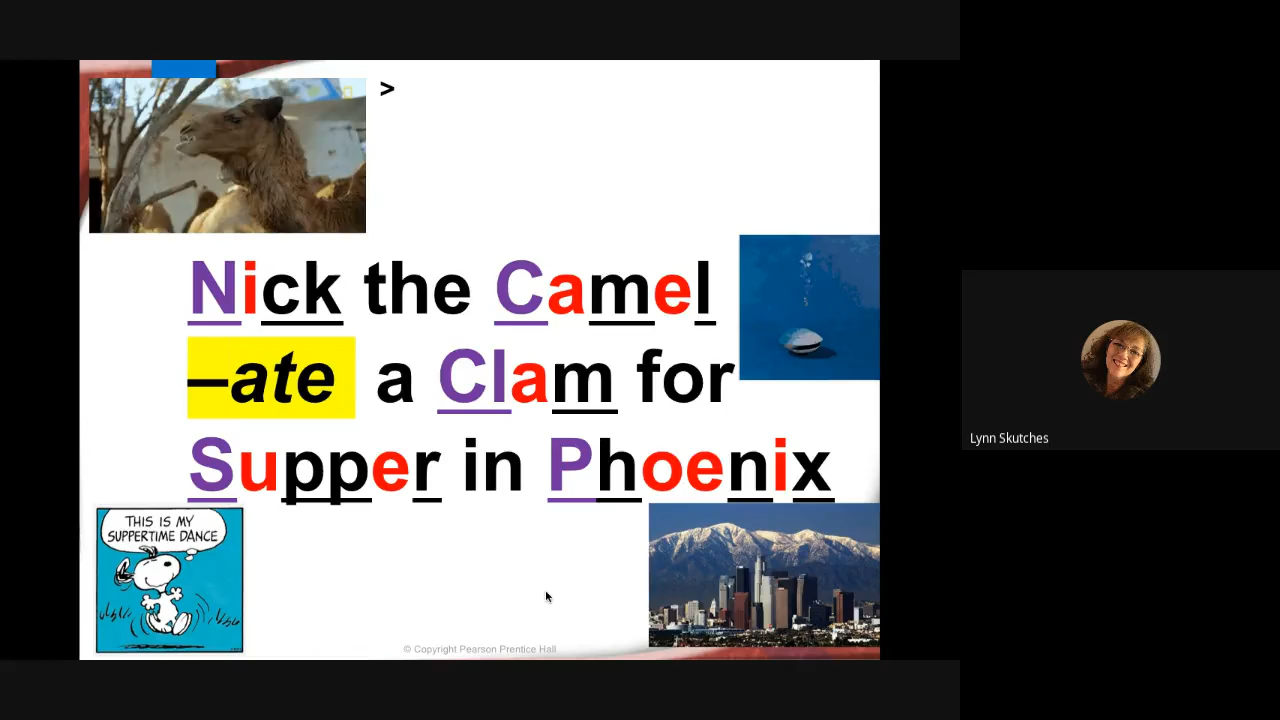 >
Nick the Camel
–ate a Clam for
Supper in Phoenix
THIS IS MY
SUPPERTIME DANCE
© Copyright Pearson Prentice Hall
Lynn Skutches